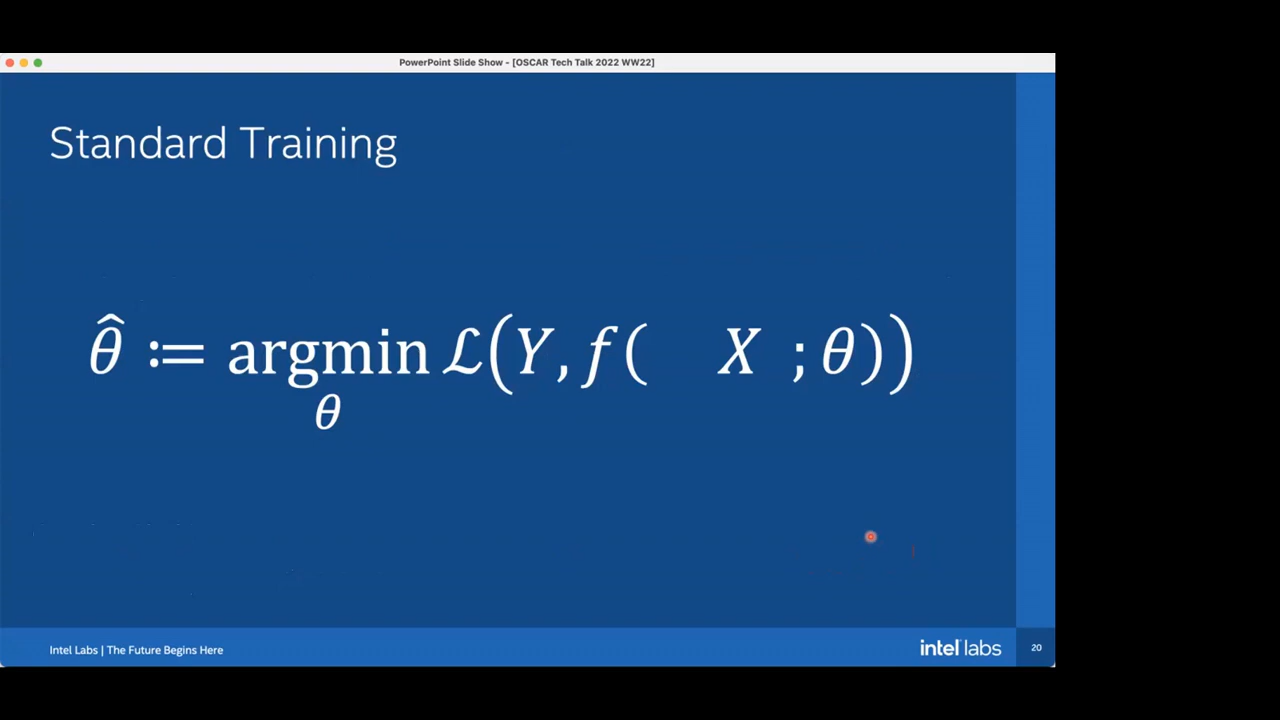 PowerPoint Slide Show - [OSCAR Tech Talk 2022 WW22]
Standard Training
θ̂ ≔ argmin ℒ(Y, f( X ; θ))
θ
Intel Labs | The Future Begins Here
intel labs
20